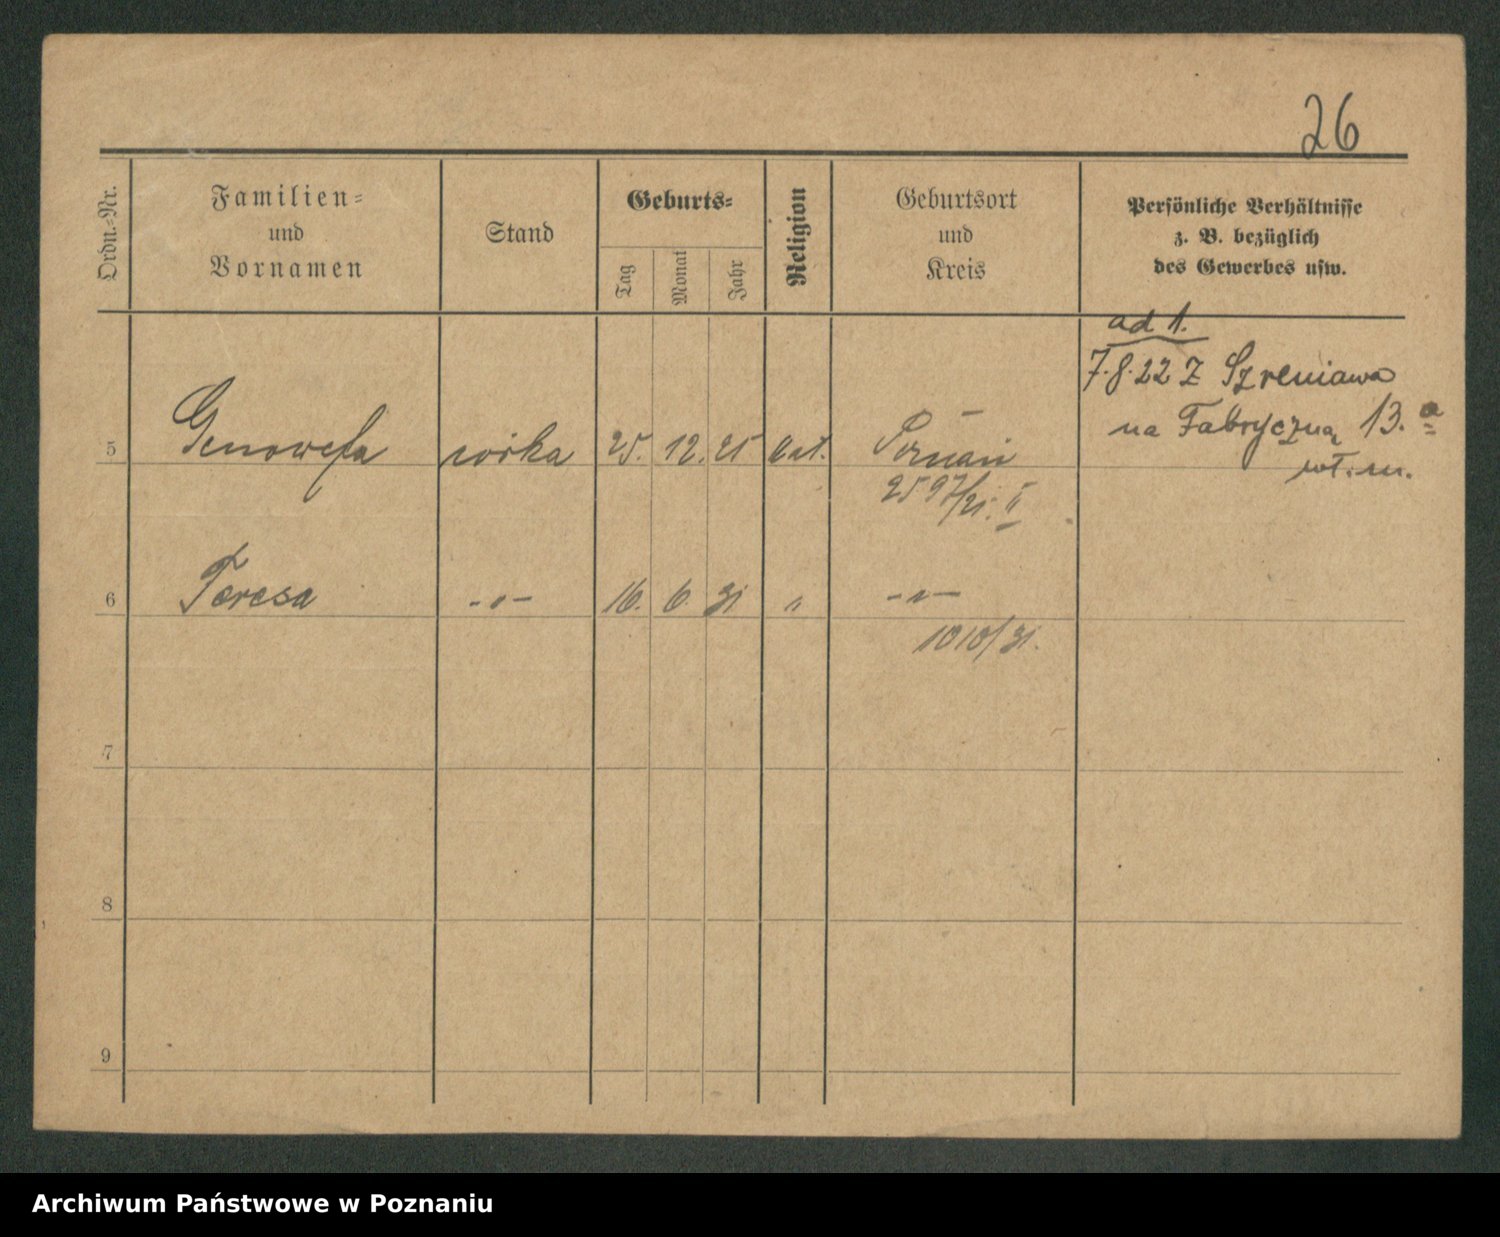 26
Ordn.-Nr.
Familien-
und
Vornamen
Stand
Geburts-
Tag
Monat
Jahr
Religion
Geburtsort
und
Kreis
Persönliche Verhältnisse
z. B. bezüglich
des Gewerbes usw.
ad 1.
7.8.22 z Szreniawa
na Fabryczną 13.a
wł. m.
5 Genowefa córka 25. 12. 21 kat. Poznań
2597/21. II
6 Teresa -„- 16. 6. 31 „ -„-
1010/31.
7
8
9
Archiwum Państwowe w Poznaniu